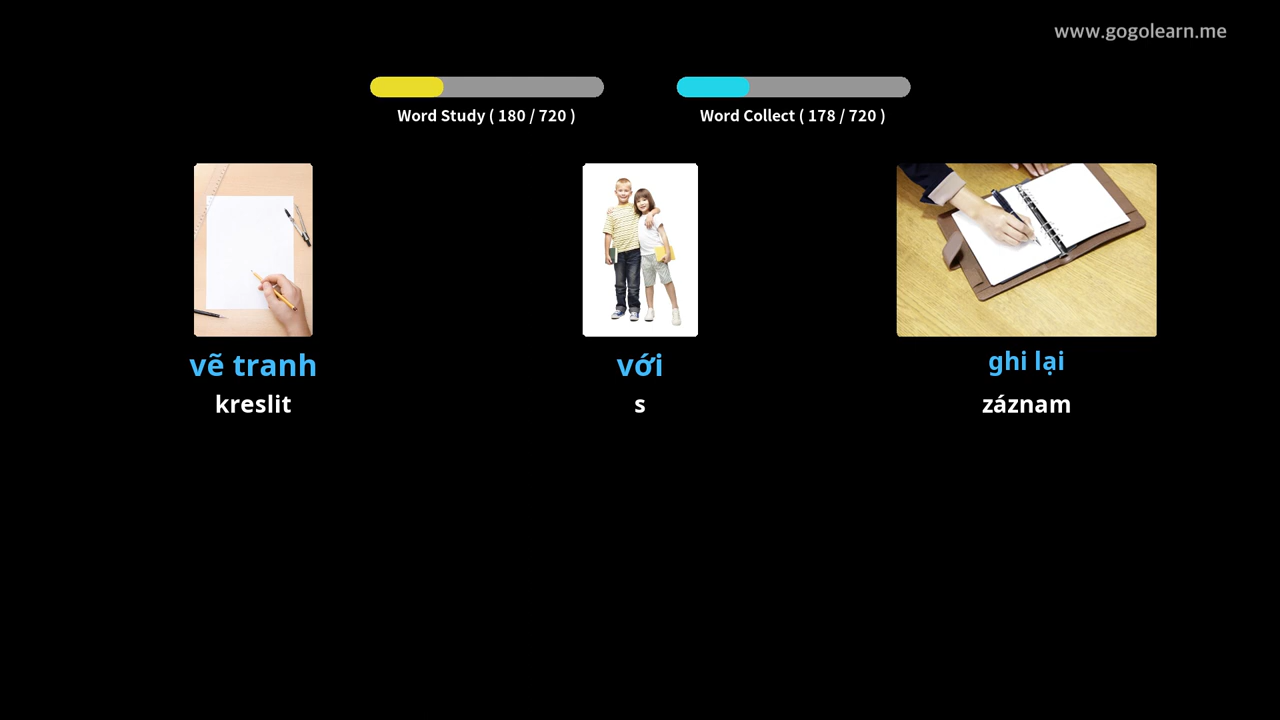 www.gogolearn.me
Word Study ( 180 / 720 )
Word Collect ( 178 / 720 )
vẽ tranh
kreslit
với
s
ghi lại
záznam